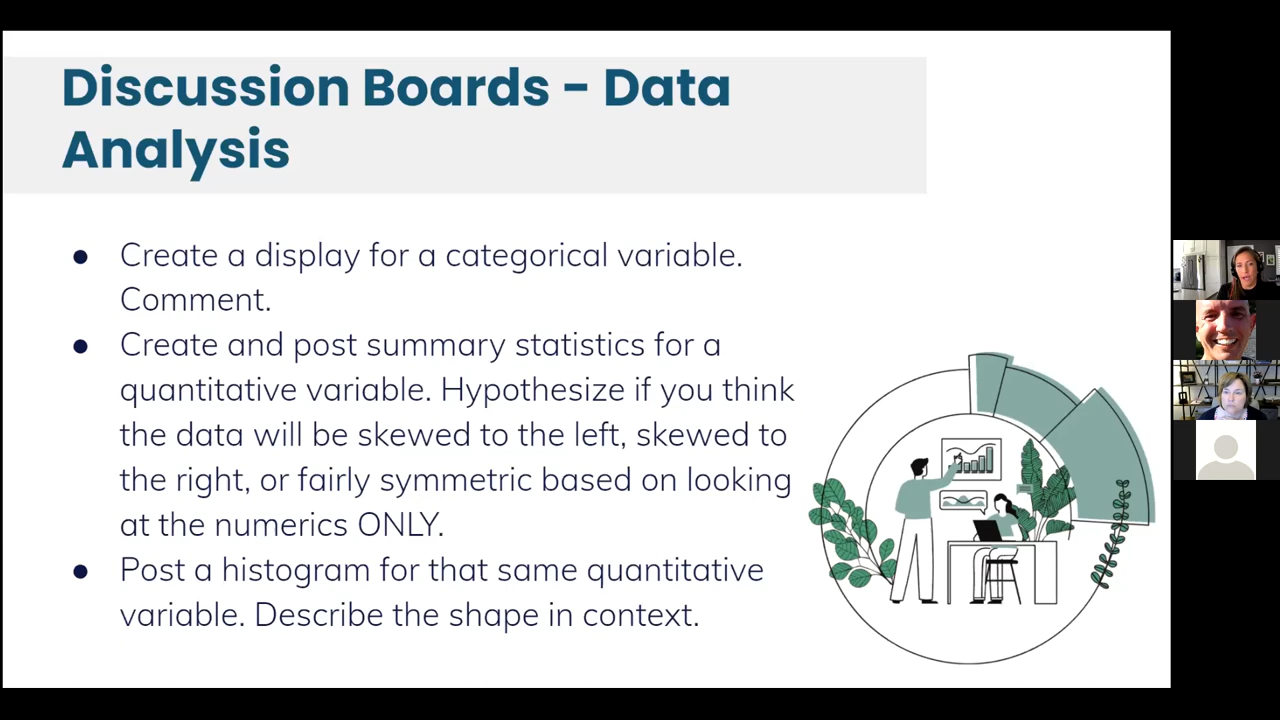 Discussion Boards - Data
Analysis
● Create a display for a categorical variable.
Comment.
● Create and post summary statistics for a
quantitative variable. Hypothesize if you think
the data will be skewed to the left, skewed to
the right, or fairly symmetric based on looking
at the numerics ONLY.
● Post a histogram for that same quantitative
variable. Describe the shape in context.